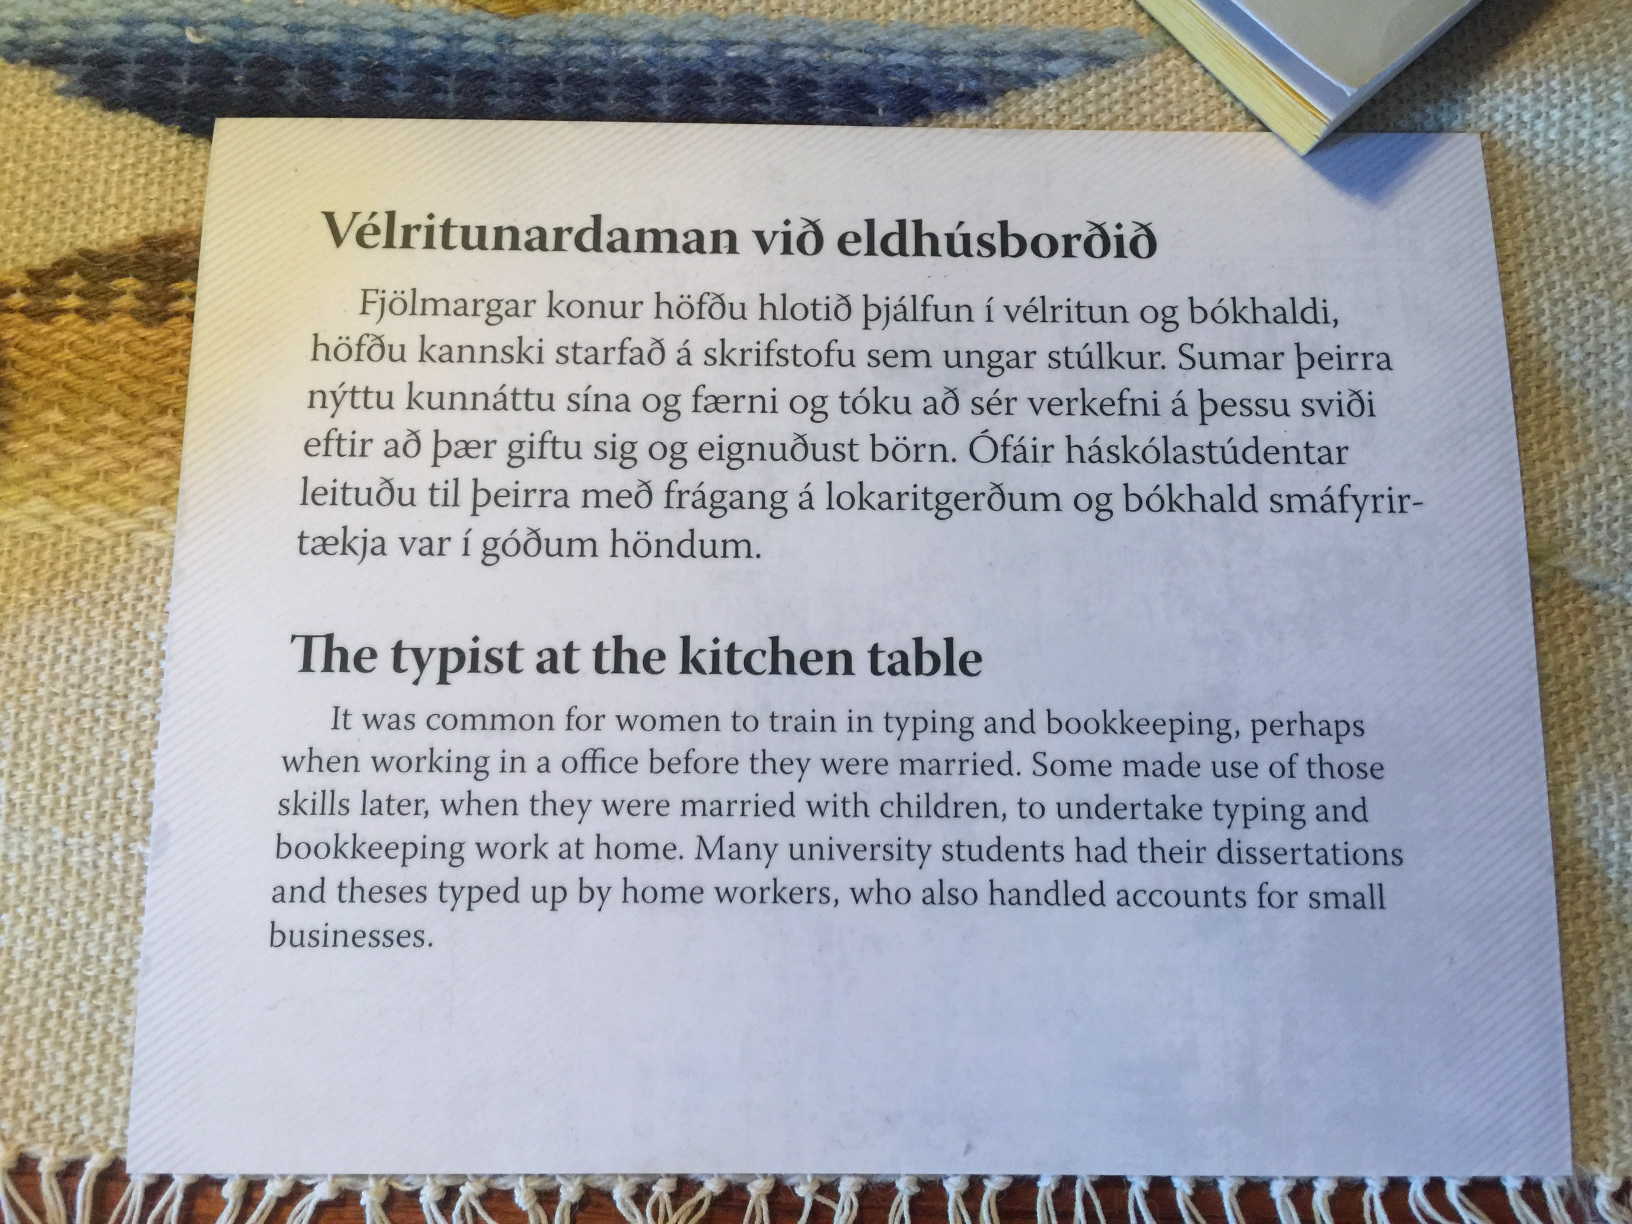 Vélritunardaman við eldhúsborðið
Fjölmargar konur höfðu hlotið þjálfun í vélritun og bókhaldi,
höfðu kannski starfað á skrifstofu sem ungar stúlkur. Sumar þeirra
nýttu kunnáttu sína og færni og tóku að sér verkefni á þessu sviði
eftir að þær giftu sig og eignuðust börn. Ófáir háskólastúdentar
leituðu til þeirra með frágang á lokaritgerðum og bókhald smáfyrir-
tækja var í góðum höndum.
The typist at the kitchen table
It was common for women to train in typing and bookkeeping, perhaps
when working in a office before they were married. Some made use of those
skills later, when they were married with children, to undertake typing and
bookkeeping work at home. Many university students had their dissertations
and theses typed up by home workers, who also handled accounts for small
businesses.